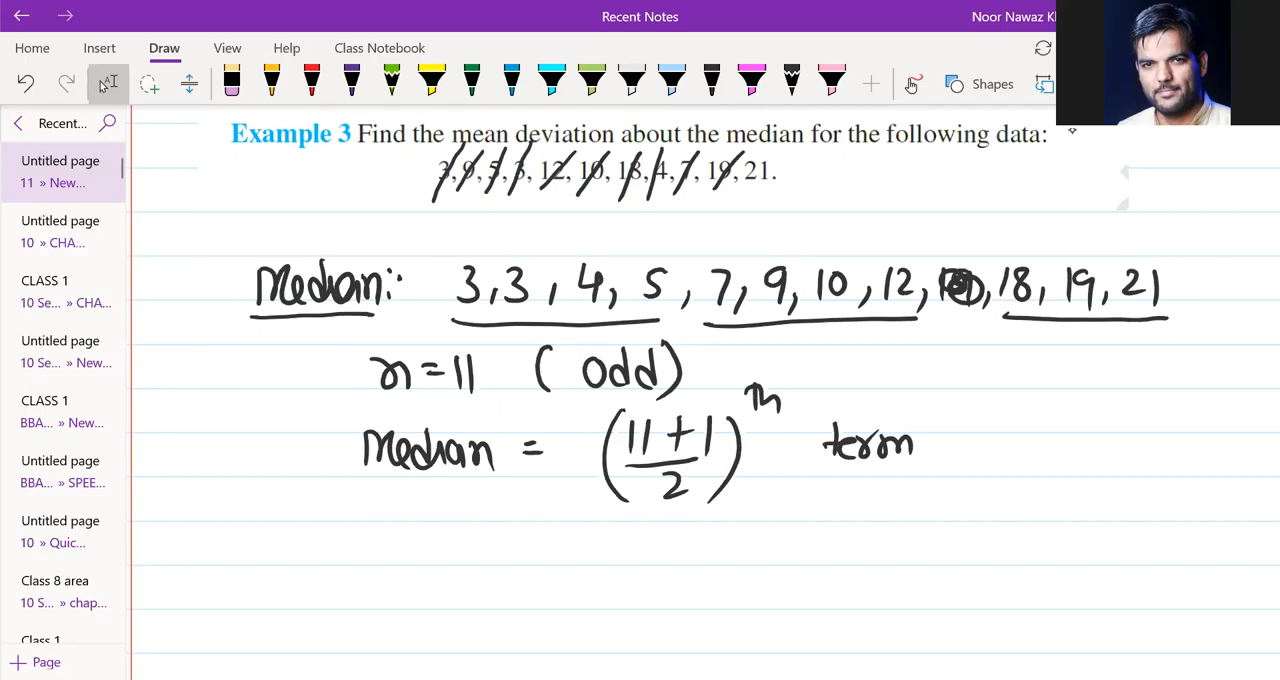 Recent Notes
Noor Nawaz Kh
Home Insert Draw View Help Class Notebook
Shapes
Recent...
Untitled page
11 » New...
Untitled page
10 » CHA...
CLASS 1
10 Se... » CHA...
Untitled page
10 Se... » New...
CLASS 1
BBA... » New...
Untitled page
BBA... » SPEE...
Untitled page
10 » Quic...
Class 8 area
10 S... » chap...
Class 1
Page
Example 3 Find the mean deviation about the median for the following data:
3, 9, 5, 3, 12, 10, 18, 4, 7, 19, 21.
Median: 3, 3, 4, 5, 7, 9, 10, 12, 18, 19, 21
n = 11 (odd)
Median = (11 + 1 / 2)th term